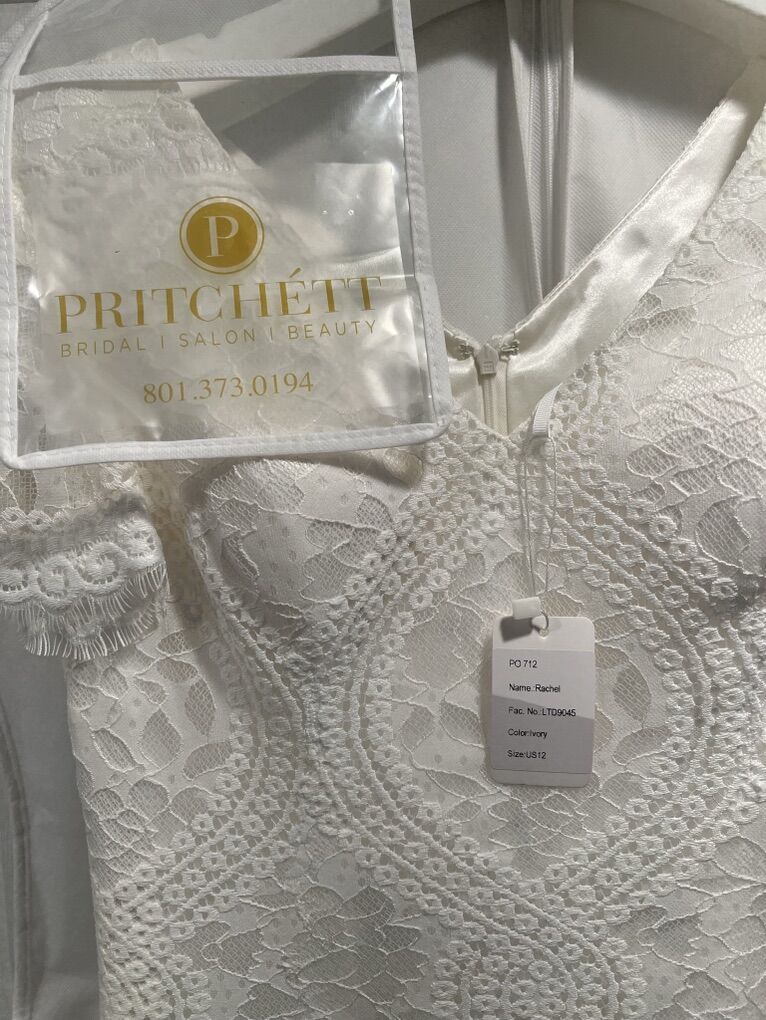 P
PRITCHÉTT
BRIDAL | SALON | BEAUTY
801.373.0194
PO 712
Name.:Rachel
Fac. No.:LTD9045
Color:Ivory
Size:US12